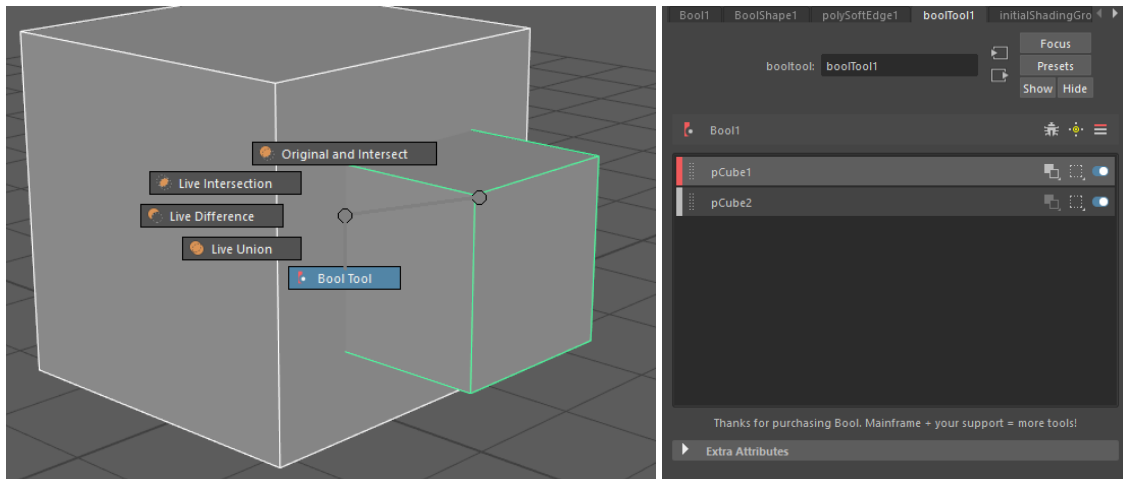 Original and Intersect
Live Intersection
Live Difference
Live Union
Bool Tool
Bool1 BoolShape1 polySoftEdge1 boolTool1 initialShadingGro
booltool: boolTool1
Focus
Presets
Show Hide
Bool1
pCube1
pCube2
Thanks for purchasing Bool. Mainframe + your support = more tools!
Extra Attributes